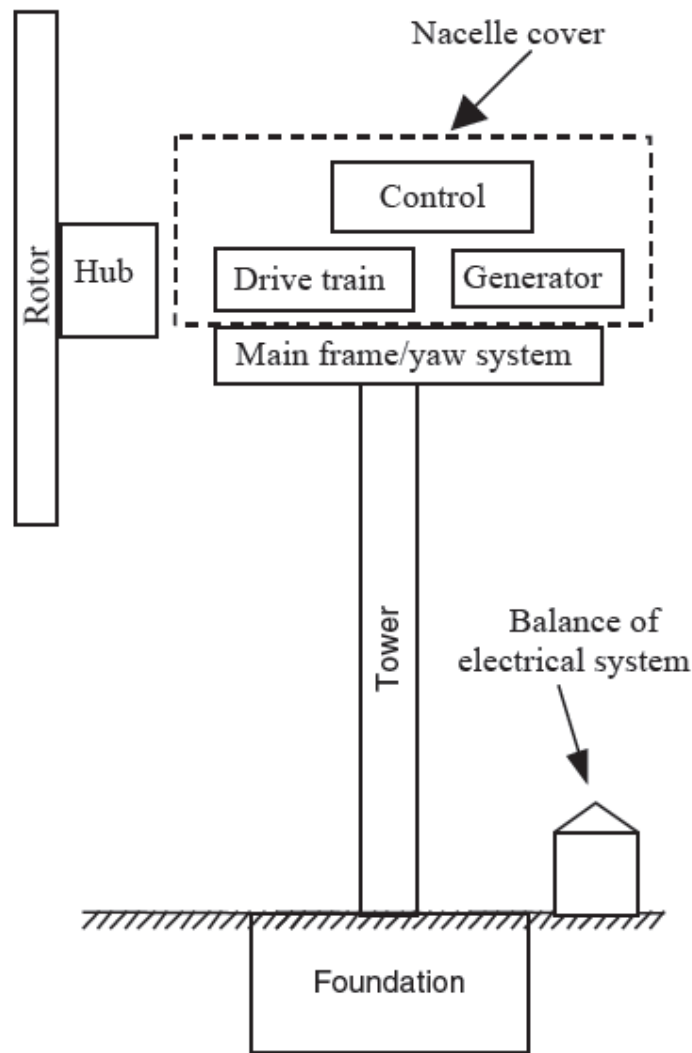 Nacelle cover
Control
Rotor
Hub
Drive train
Generator
Main frame/yaw system
Tower
Balance of
electrical system
Foundation